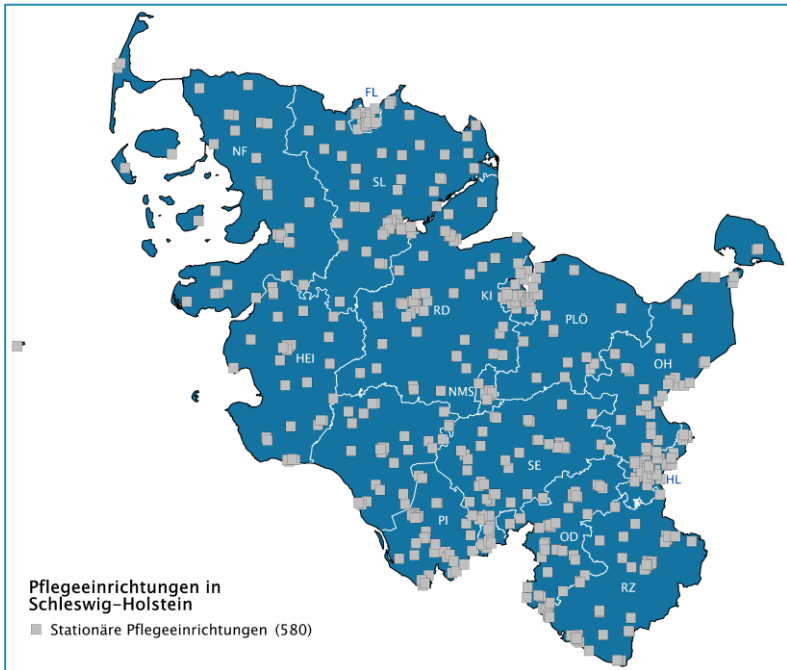 FL
NF
SL
KI
RD
PLÖ
HEI
OH
NMS
SE
HL
PI
OD
RZ
Pflegeeinrichtungen in
Schleswig-Holstein
Stationäre Pflegeeinrichtungen (580)